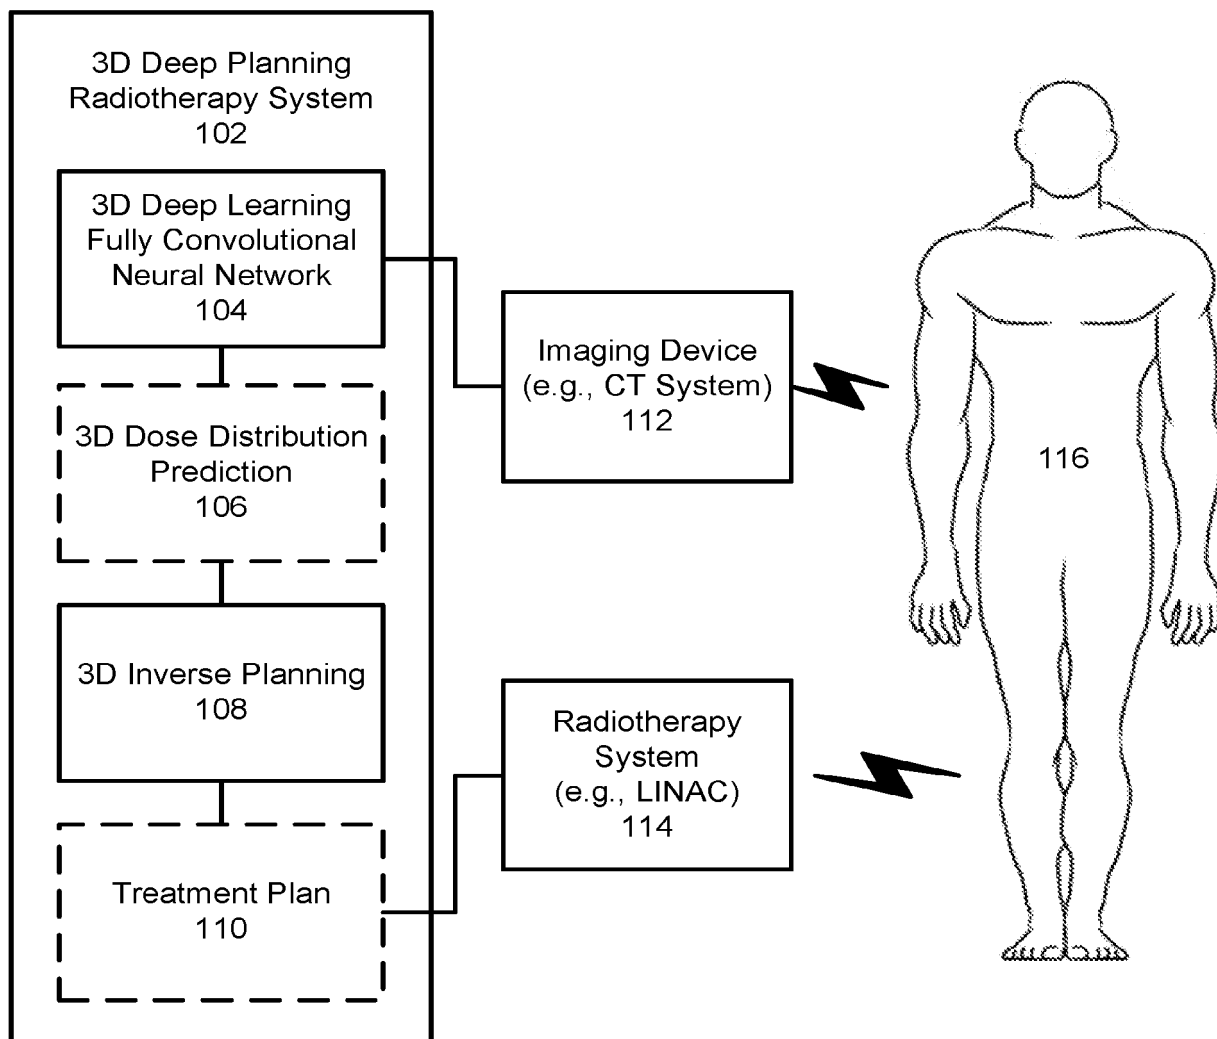 3D Deep Planning
Radiotherapy System
102
3D Deep Learning
Fully Convolutional
Neural Network
104
3D Dose Distribution
Prediction
106
3D Inverse Planning
108
Treatment Plan
110
Imaging Device
(e.g., CT System)
112
Radiotherapy
System
(e.g., LINAC)
114
116